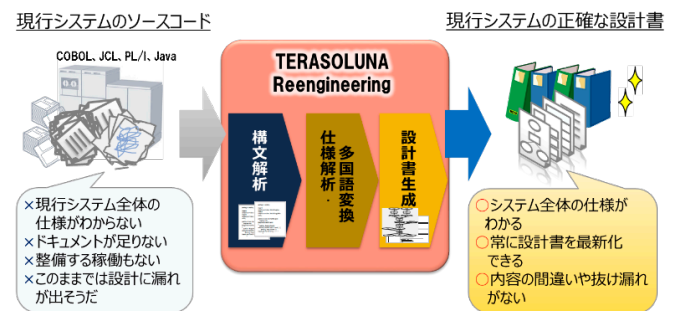 現行システムのソースコード
COBOL、JCL、PL/I、Java
×現行システム全体の
仕様がわからない
×ドキュメントが足りない
×整備する稼働もない
×このままでは設計に漏れ
が出そうだ
TERASOLUNA
Reengineering
構文解析
仕様解析・
多国語変換
設計書生成
現行システムの正確な設計書
○システム全体の仕様が
わかる
○常に設計書を最新化
できる
○内容の間違いや抜け漏れ
がない